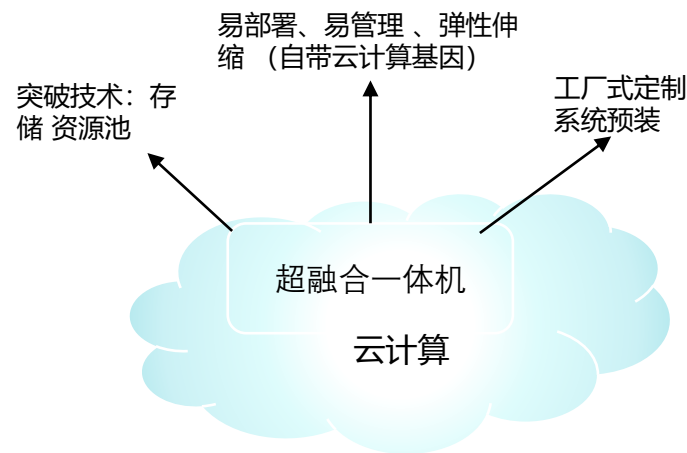 易部署、易管理 、弹性伸
缩 （自带云计算基因）
突破技术：存
储 资源池
工厂式定制
系统预装
超融合一体机
云计算